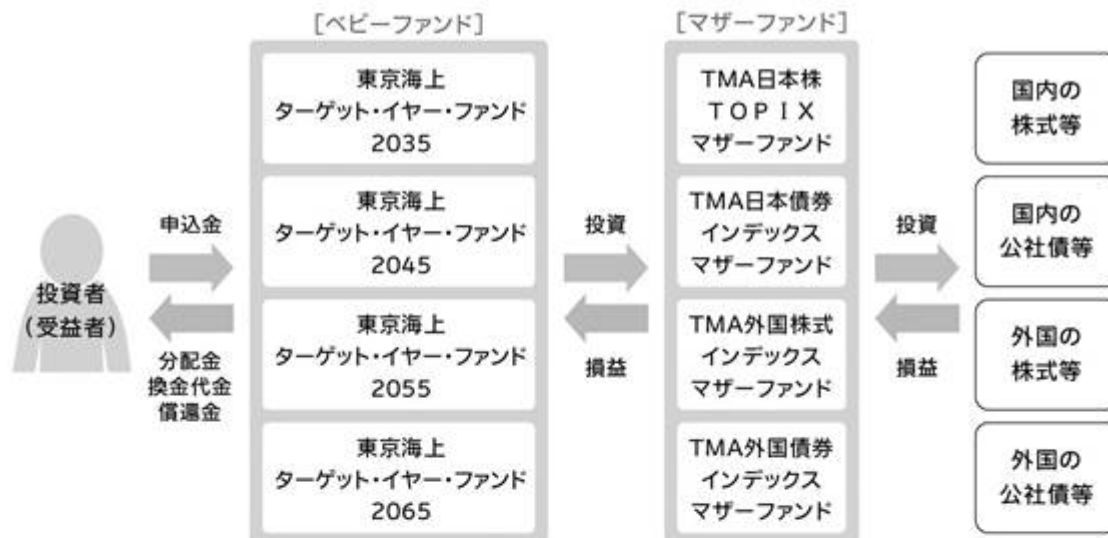 ［ベビーファンド］
［マザーファンド］
投資者
（受益者）
申込金
分配金
換金代金
償還金
東京海上
ターゲット・イヤー・ファンド
2035
東京海上
ターゲット・イヤー・ファンド
2045
東京海上
ターゲット・イヤー・ファンド
2055
東京海上
ターゲット・イヤー・ファンド
2065
投資
損益
TMA日本株
ＴＯＰＩＸ
マザーファンド
TMA日本債券
インデックス
マザーファンド
TMA外国株式
インデックス
マザーファンド
TMA外国債券
インデックス
マザーファンド
投資
損益
国内の
株式等
国内の
公社債等
外国の
株式等
外国の
公社債等